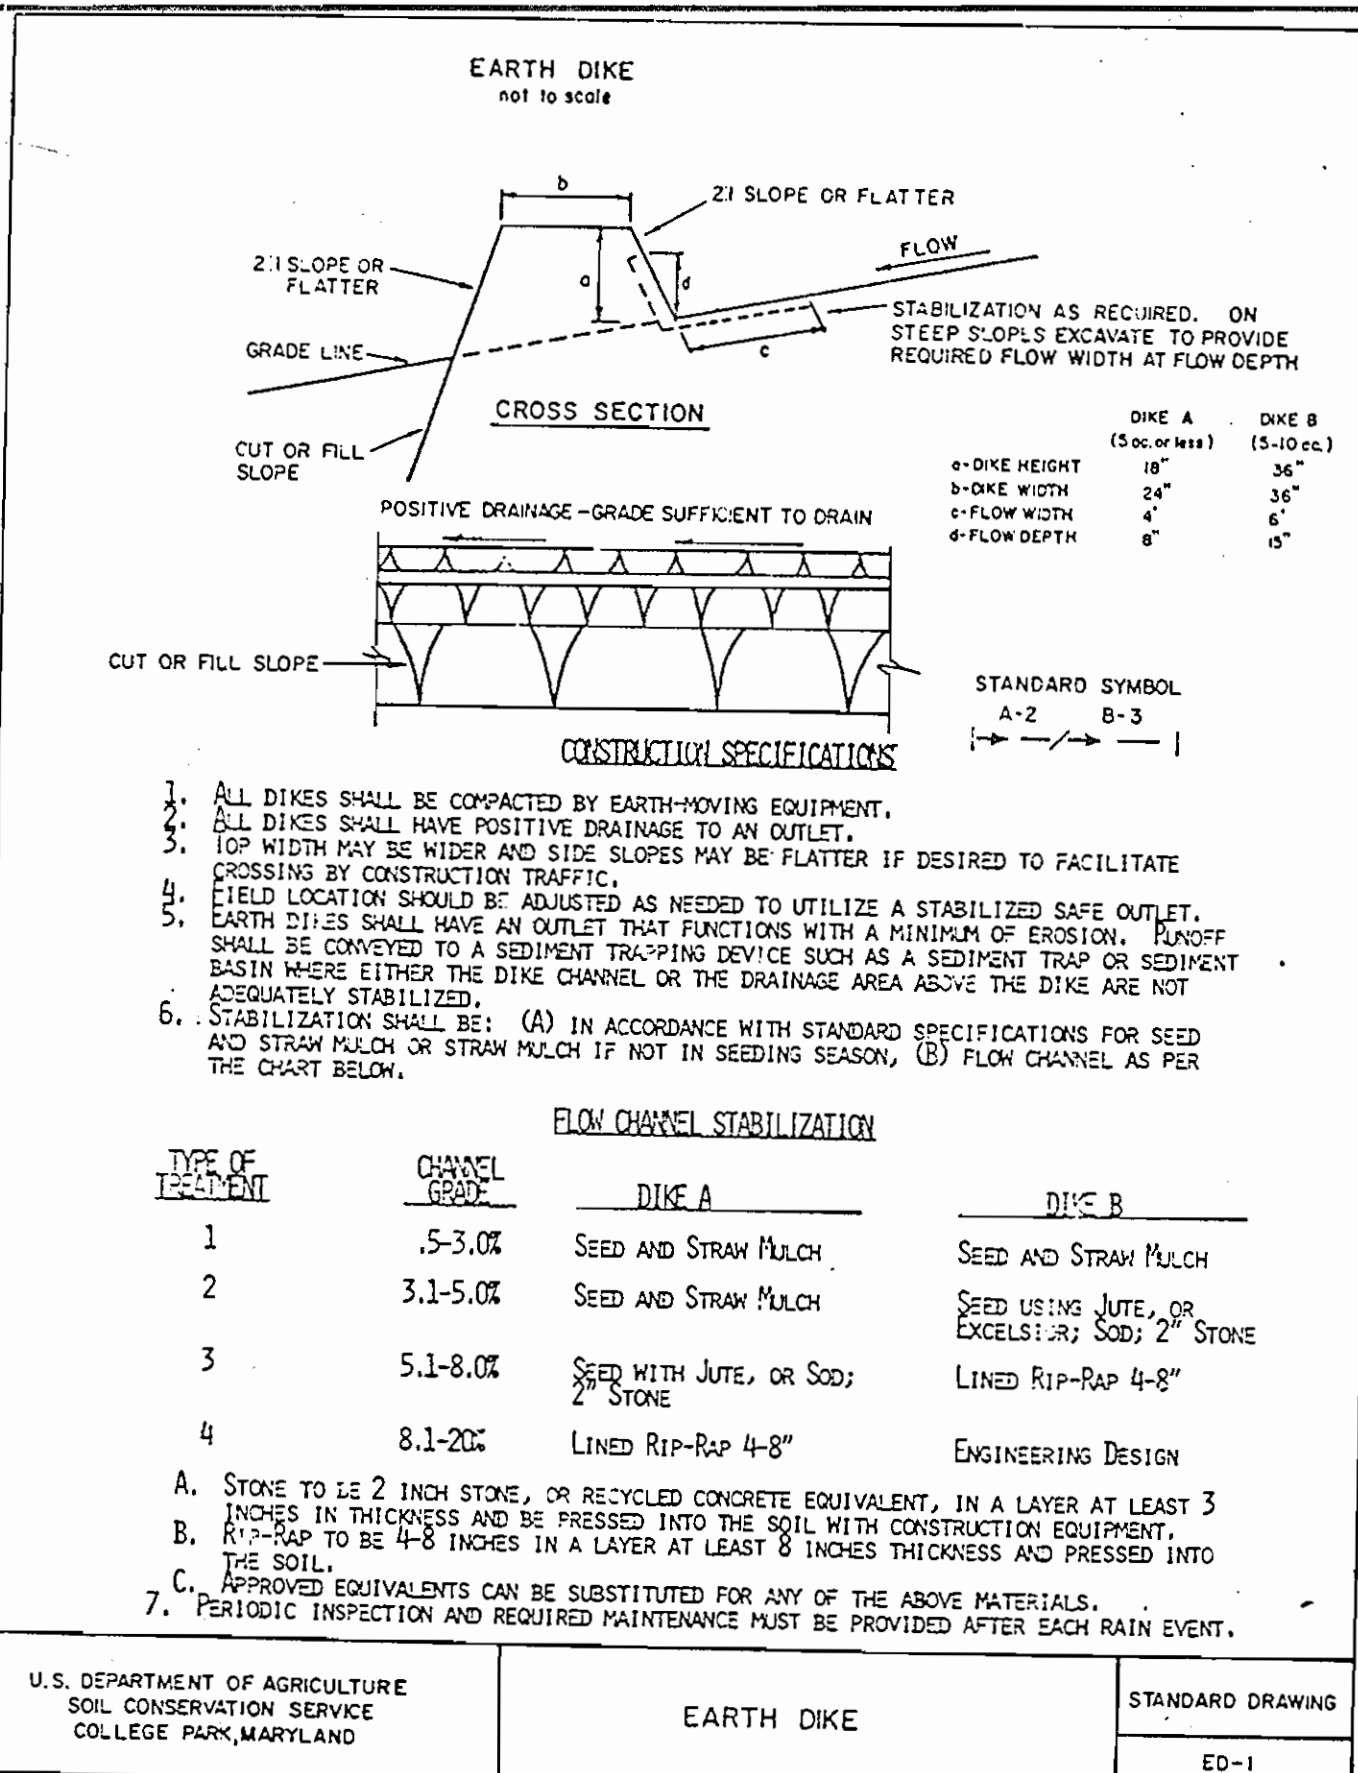 EARTH DIKE
not to scale
b
2:1 SLOPE OR FLATTER
FLOW
2:1 SLOPE OR
FLATTER
a
d
STABILIZATION AS REQUIRED. ON
STEEP SLOPES EXCAVATE TO PROVIDE
REQUIRED FLOW WIDTH AT FLOW DEPTH
GRADE LINE
c
CROSS SECTION
CUT OR FILL
SLOPE
DIKE A DIKE B
(5 ac. or less) (5-10 ac.)
a-DIKE HEIGHT 18" 36"
b-DIKE WIDTH 24" 36"
c-FLOW WIDTH 4' 6'
d-FLOW DEPTH 8" 15"
POSITIVE DRAINAGE-GRADE SUFFICIENT TO DRAIN
CUT OR FILL SLOPE
STANDARD SYMBOL
A-2 B-3
CONSTRUCTION SPECIFICATIONS
1. ALL DIKES SHALL BE COMPACTED BY EARTH-MOVING EQUIPMENT.
2. ALL DIKES SHALL HAVE POSITIVE DRAINAGE TO AN OUTLET.
3. TOP WIDTH MAY BE WIDER AND SIDE SLOPES MAY BE FLATTER IF DESIRED TO FACILITATE
CROSSING BY CONSTRUCTION TRAFFIC.
4. FIELD LOCATION SHOULD BE ADJUSTED AS NEEDED TO UTILIZE A STABILIZED SAFE OUTLET.
5. EARTH DIKES SHALL HAVE AN OUTLET THAT FUNCTIONS WITH A MINIMUM OF EROSION. RUNOFF
SHALL BE CONVEYED TO A SEDIMENT TRAPPING DEVICE SUCH AS A SEDIMENT TRAP OR SEDIMENT
BASIN WHERE EITHER THE DIKE CHANNEL OR THE DRAINAGE AREA ABOVE THE DIKE ARE NOT
ADEQUATELY STABILIZED.
6. STABILIZATION SHALL BE: (A) IN ACCORDANCE WITH STANDARD SPECIFICATIONS FOR SEED
AND STRAW MULCH OR STRAW MULCH IF NOT IN SEEDING SEASON, (B) FLOW CHANNEL AS PER
THE CHART BELOW.
FLOW CHANNEL STABILIZATION
TYPE OF CHANNEL
TREATMENT GRADE DIKE A DIKE B
1 .5-3.0% SEED AND STRAW MULCH SEED AND STRAW MULCH
2 3.1-5.0% SEED AND STRAW MULCH SEED USING JUTE, OR
EXCELSIOR; SOD; 2" STONE
3 5.1-8.0% SEED WITH JUTE, OR SOD; LINED RIP-RAP 4-8"
2" STONE
4 8.1-20% LINED RIP-RAP 4-8" ENGINEERING DESIGN
A. STONE TO BE 2 INCH STONE, OR RECYCLED CONCRETE EQUIVALENT, IN A LAYER AT LEAST 3
INCHES IN THICKNESS AND BE PRESSED INTO THE SOIL WITH CONSTRUCTION EQUIPMENT.
B. RIP-RAP TO BE 4-8 INCHES IN A LAYER AT LEAST 8 INCHES THICKNESS AND PRESSED INTO
THE SOIL.
C. APPROVED EQUIVALENTS CAN BE SUBSTITUTED FOR ANY OF THE ABOVE MATERIALS.
7. PERIODIC INSPECTION AND REQUIRED MAINTENANCE MUST BE PROVIDED AFTER EACH RAIN EVENT.
U.S. DEPARTMENT OF AGRICULTURE
SOIL CONSERVATION SERVICE
COLLEGE PARK, MARYLAND
EARTH DIKE
STANDARD DRAWING
ED-1